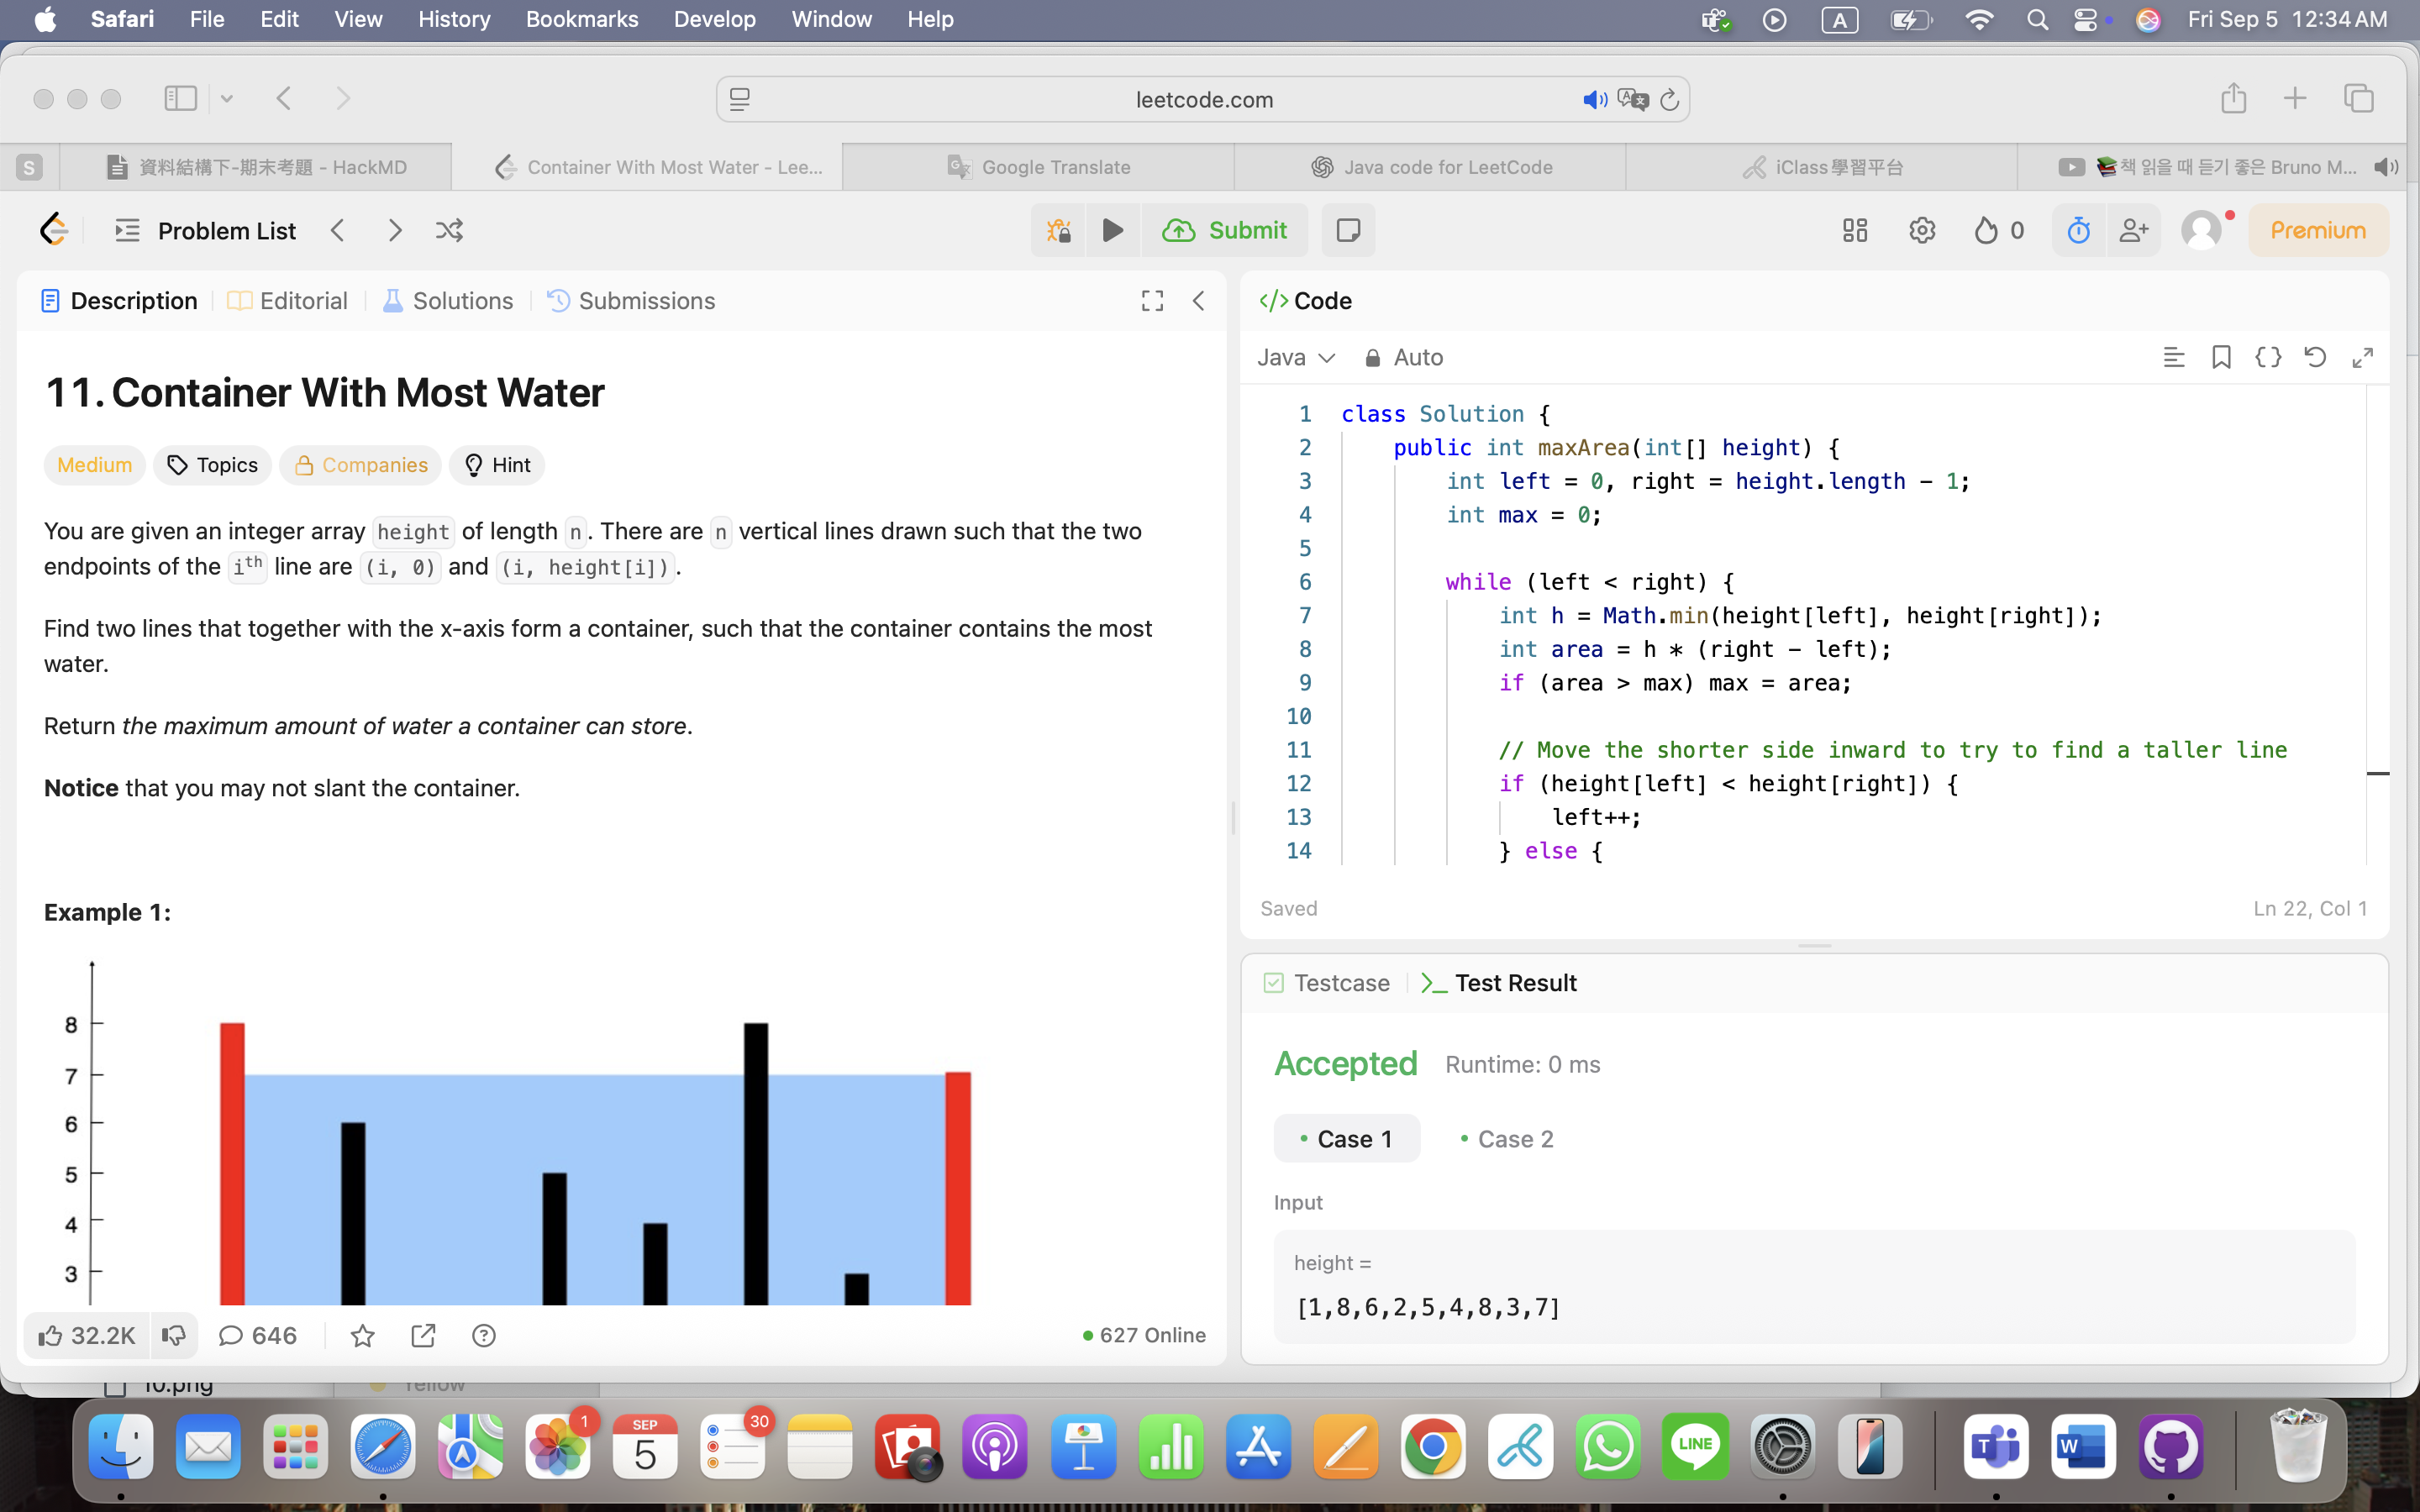 Safari File Edit View History Bookmarks Develop Window Help A Fri Sep 5 12:34 AM
leetcode.com
S 資料結構下-期末考題 - HackMD Container With Most Water - Lee... Google Translate Java code for LeetCode iClass學習平台 📚책 읽을 때 듣기 좋은 Bruno M...
Problem List Submit 0 Premium
Description Editorial Solutions Submissions
11. Container With Most Water
Medium Topics Companies Hint
You are given an integer array height of length n. There are n vertical lines drawn such that the two
endpoints of the ith line are (i, 0) and (i, height[i]).
Find two lines that together with the x-axis form a container, such that the container contains the most
water.
Return the maximum amount of water a container can store.
Notice that you may not slant the container.
Example 1:
8
7
6
5
4
3
32.2K 646 627 Online
</> Code
Java Auto
1 class Solution {
2 public int maxArea(int[] height) {
3 int left = 0, right = height.length - 1;
4 int max = 0;
5
6 while (left < right) {
7 int h = Math.min(height[left], height[right]);
8 int area = h * (right - left);
9 if (area > max) max = area;
10
11 // Move the shorter side inward to try to find a taller line
12 if (height[left] < height[right]) {
13 left++;
14 } else {
Saved Ln 22, Col 1
Testcase Test Result
Accepted Runtime: 0 ms
Case 1 Case 2
Input
height =
[1,8,6,2,5,4,8,3,7]
10.png Yellow
1 SEP 5 30 LINE T W